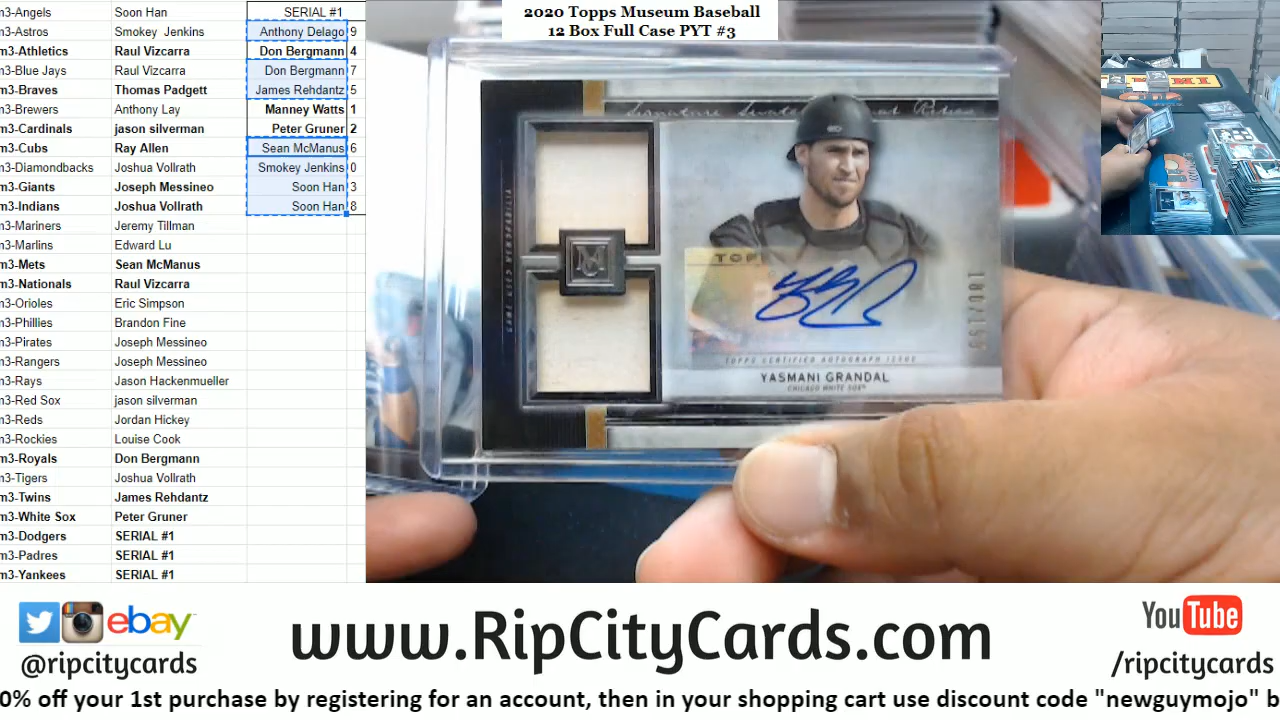 m3-Angels Soon Han SERIAL #1
m3-Astros Smokey Jenkins Anthony Delago 9
m3-Athletics Raul Vizcarra Don Bergmann 4
m3-Blue Jays Raul Vizcarra Don Bergmann 7
m3-Braves Thomas Padgett James Rehdantz 5
m3-Brewers Anthony Lay Manney Watts 1
m3-Cardinals jason silverman Peter Gruner 2
m3-Cubs Ray Allen Sean McManus 6
m3-Diamondbacks Joshua Vollrath Smokey Jenkins 0
m3-Giants Joseph Messineo Soon Han 3
m3-Indians Joshua Vollrath Soon Han 8
m3-Mariners Jeremy Tillman
m3-Marlins Edward Lu
m3-Mets Sean McManus
m3-Nationals Raul Vizcarra
m3-Orioles Eric Simpson
m3-Phillies Brandon Fine
m3-Pirates Joseph Messineo
m3-Rangers Joseph Messineo
m3-Rays Jason Hackenmueller
m3-Red Sox jason silverman
m3-Reds Jordan Hickey
m3-Rockies Louise Cook
m3-Royals Don Bergmann
m3-Tigers Joshua Vollrath
m3-Twins James Rehdantz
m3-White Sox Peter Gruner
m3-Dodgers SERIAL #1
m3-Padres SERIAL #1
m3-Yankees SERIAL #1
2020 Topps Museum Baseball
12 Box Full Case PYT #3
Signature
GAME USED MEMORABILIA
M
TOPPS CERTIFIED AUTOGRAPH ISSUE
YASMANI GRANDAL
CHICAGO WHITE SOX
ebay
@ripcitycards
www.RipCityCards.com
YouTube
/ripcitycards
0% off your 1st purchase by registering for an account, then in your shopping cart use discount code "newguymojo" b